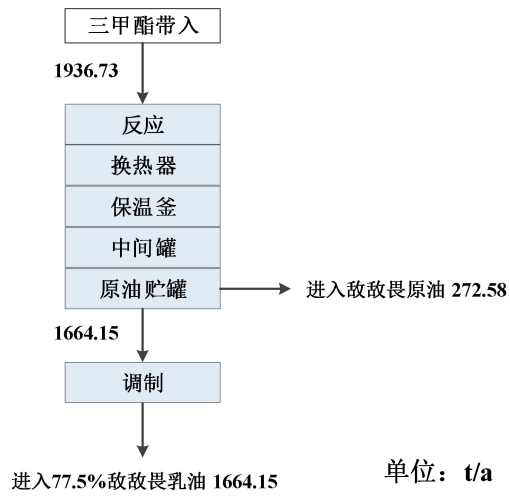 三甲酯带入
1936.73
反应
换热器
保温釜
中间罐
原油贮罐
进入敌敌畏原油 272.58
1664.15
调制
进入77.5%敌敌畏乳油 1664.15
单位：t/a